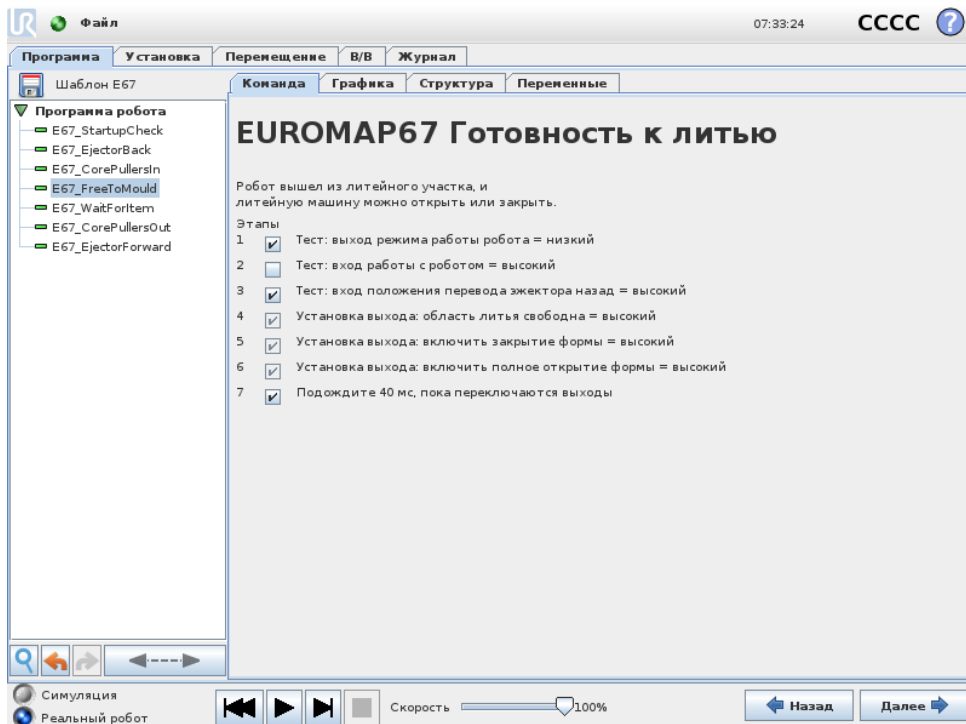 UR Файл 07:33:24 CCCC ?
Программа Установка Перемещение В/В Журнал
Шаблон E67
Команда Графика Структура Переменные
Программа робота
E67_StartupCheck
E67_EjectorBack
E67_CorePullersIn
E67_FreeToMould
E67_WaitForItem
E67_CorePullersOut
E67_EjectorForward
EUROMAP67 Готовность к литью
Робот вышел из литейного участка, и
литейную машину можно открыть или закрыть.
Этапы
1 Тест: выход режима работы робота = низкий
2 Тест: вход работы с роботом = высокий
3 Тест: вход положения перевода эжектора назад = высокий
4 Установка выхода: область литья свободна = высокий
5 Установка выхода: включить закрытие формы = высокий
6 Установка выхода: включить полное открытие формы = высокий
7 Подождите 40 мс, пока переключаются выходы
Симуляция
Реальный робот
Скорость 100%
Назад Далее